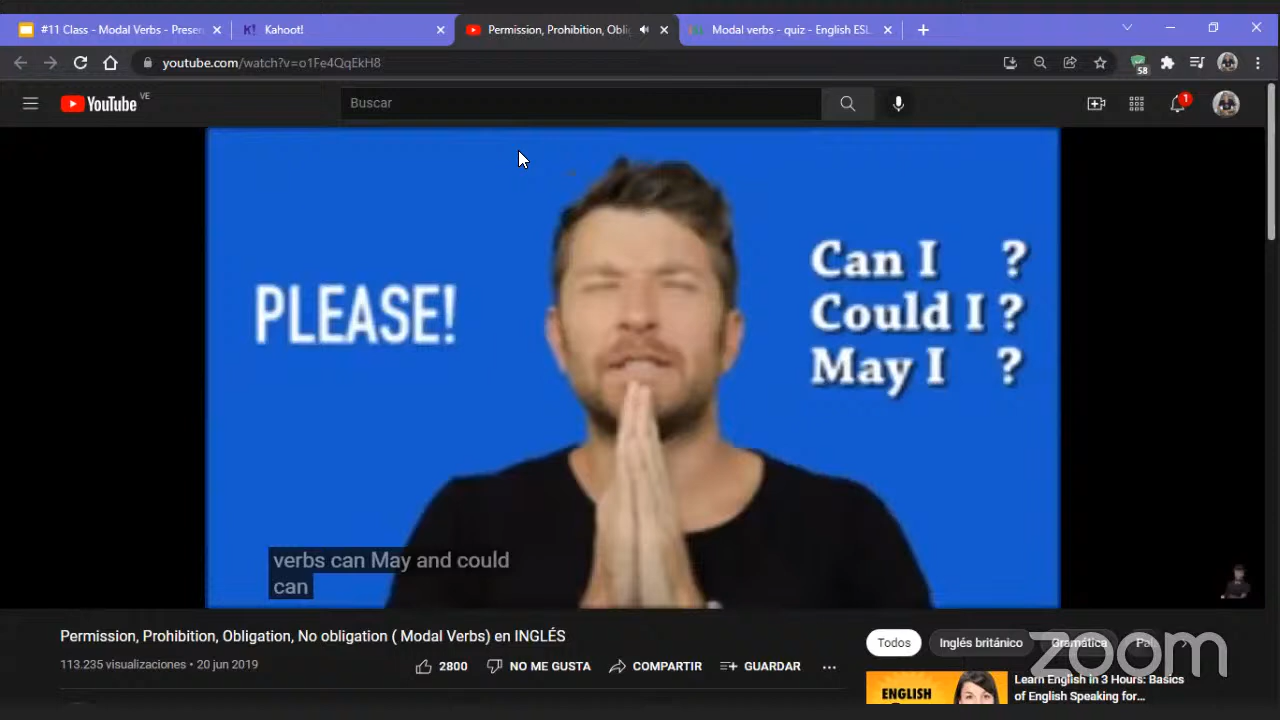 #11 Class - Modal Verbs - Presen
Kahoot!
Permission, Prohibition, Oblig
Modal verbs - quiz - English ESL
youtube.com/watch?v=o1Fe4QqEkH8
58
YouTube VE
Buscar
1
PLEASE!
Can I ?
Could I ?
May I ?
verbs can May and could
can
Permission, Prohibition, Obligation, No obligation ( Modal Verbs) en INGLÉS
113.235 visualizaciones • 20 jun 2019
2800
NO ME GUSTA
COMPARTIR
GUARDAR
Todos
Inglés británico
Gramática
zoom
ENGLISH
Learn English in 3 Hours: Basics
of English Speaking for...